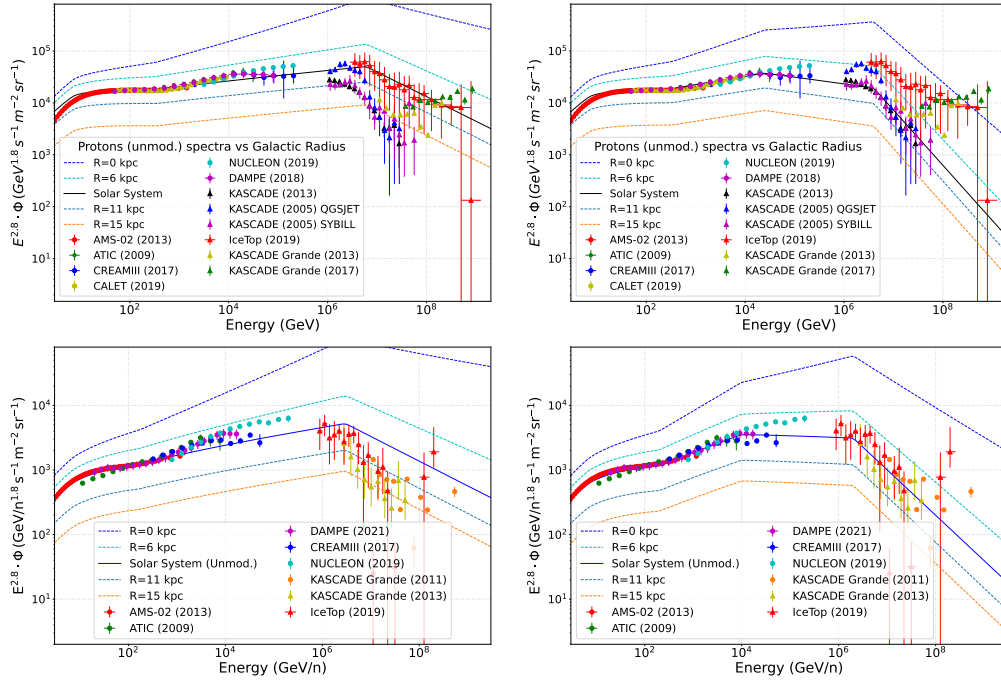 E^2.8 · Φ (GeV^1.8 s^−1 m^−2 sr^−1)
10^5
10^4
10^3
10^2
10^1
Protons (unmod.) spectra vs Galactic Radius
R=0 kpc
R=6 kpc
Solar System
R=11 kpc
R=15 kpc
AMS-02 (2013)
ATIC (2009)
CREAMIII (2017)
CALET (2019)
NUCLEON (2019)
DAMPE (2018)
KASCADE (2013)
KASCADE (2005) QGSJET
KASCADE (2005) SYBILL
IceTop (2019)
KASCADE Grande (2013)
KASCADE Grande (2017)
10^2
10^4
10^6
10^8
Energy (GeV)
E^2.8 · Φ (GeV^1.8 s^−1 m^−2 sr^−1)
10^5
10^4
10^3
10^2
10^1
Protons (unmod.) spectra vs Galactic Radius
R=0 kpc
R=6 kpc
Solar System
R=11 kpc
R=15 kpc
AMS-02 (2013)
ATIC (2009)
CREAMIII (2017)
CALET (2019)
NUCLEON (2019)
DAMPE (2018)
KASCADE (2013)
KASCADE (2005) QGSJET
KASCADE (2005) SYBILL
IceTop (2019)
KASCADE Grande (2013)
KASCADE Grande (2017)
10^2
10^4
10^6
10^8
Energy (GeV)
E^2.8 · Φ (GeV/n^1.8 s^−1 m^−2 sr^−1)
10^4
10^3
10^2
10^1
R=0 kpc
R=6 kpc
Solar System (Unmod.)
R=11 kpc
R=15 kpc
AMS-02 (2013)
ATIC (2009)
DAMPE (2021)
CREAMIII (2017)
NUCLEON (2019)
KASCADE Grande (2011)
KASCADE Grande (2013)
IceTop (2019)
10^2
10^4
10^6
10^8
Energy (GeV/n)
E^2.8 · Φ (GeV/n^1.8 s^−1 m^−2 sr^−1)
10^4
10^3
10^2
10^1
R=0 kpc
R=6 kpc
Solar System (Unmod.)
R=11 kpc
R=15 kpc
AMS-02 (2013)
ATIC (2009)
DAMPE (2021)
CREAMIII (2017)
NUCLEON (2019)
KASCADE Grande (2011)
KASCADE Grande (2013)
IceTop (2019)
10^2
10^4
10^6
10^8
Energy (GeV/n)